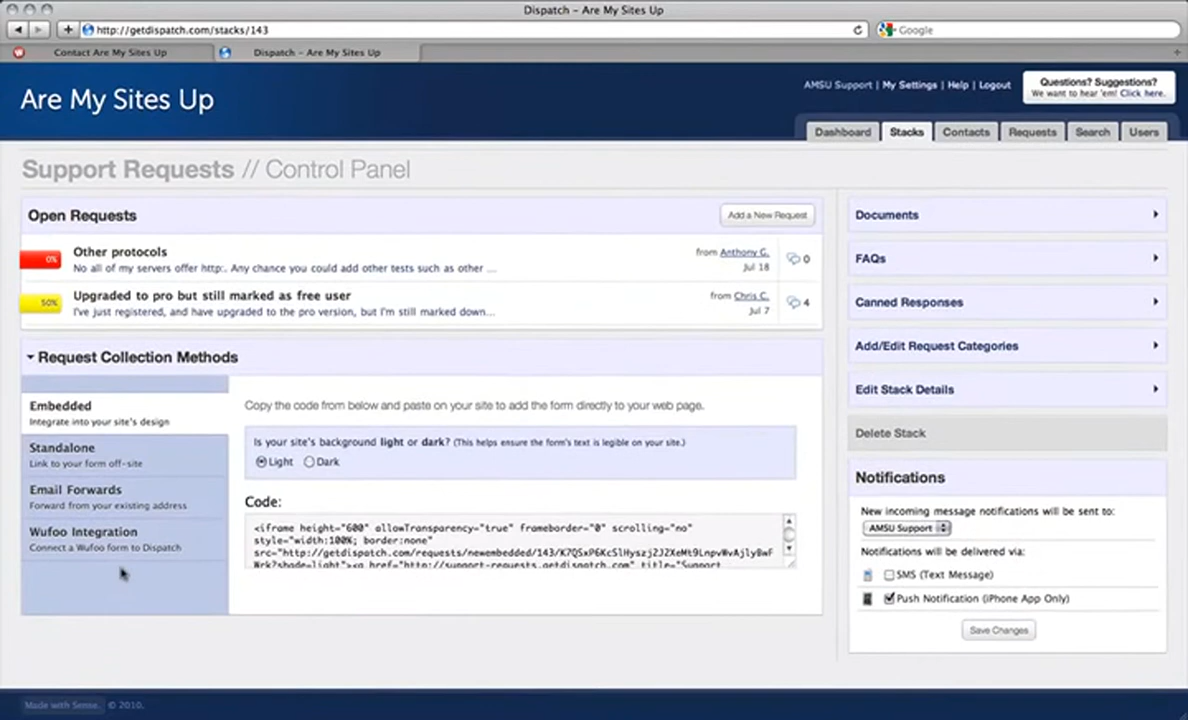 Dispatch – Are My Sites Up
http://getdispatch.com/stacks/143
Google
Contact Are My Sites Up
Dispatch – Are My Sites Up
Are My Sites Up
AMSU Support | My Settings | Help | Logout
Questions? Suggestions?
We want to hear 'em! Click here.
Dashboard
Stacks
Contacts
Requests
Search
Users
Support Requests // Control Panel
Open Requests
Add a New Request
0%
Other protocols
No all of my servers offer http:. Any chance you could add other tests such as other ...
from Anthony G.
Jul 18
0
50%
Upgraded to pro but still marked as free user
I've just registered, and have upgraded to the pro version, but I'm still marked down...
from Chris C.
Jul 7
4
Request Collection Methods
Embedded
Integrate into your site's design
Standalone
Link to your form off-site
Email Forwards
Forward from your existing address
Wufoo Integration
Connect a Wufoo form to Dispatch
Copy the code from below and paste on your site to add the form directly to your web page.
Is your site's background light or dark? (This helps ensure the form's text is legible on your site.)
Light
Dark
Code:
<iframe height="600" allowTransparency="true" frameborder="0" scrolling="no"
style="width:100%; border:none"
Documents
FAQs
Canned Responses
Add/Edit Request Categories
Edit Stack Details
Delete Stack
Notifications
New incoming message notifications will be sent to:
AMSU Support
Notifications will be delivered via:
SMS (Text Message)
Push Notification (iPhone App Only)
Save Changes
Made with Sense. © 2010.